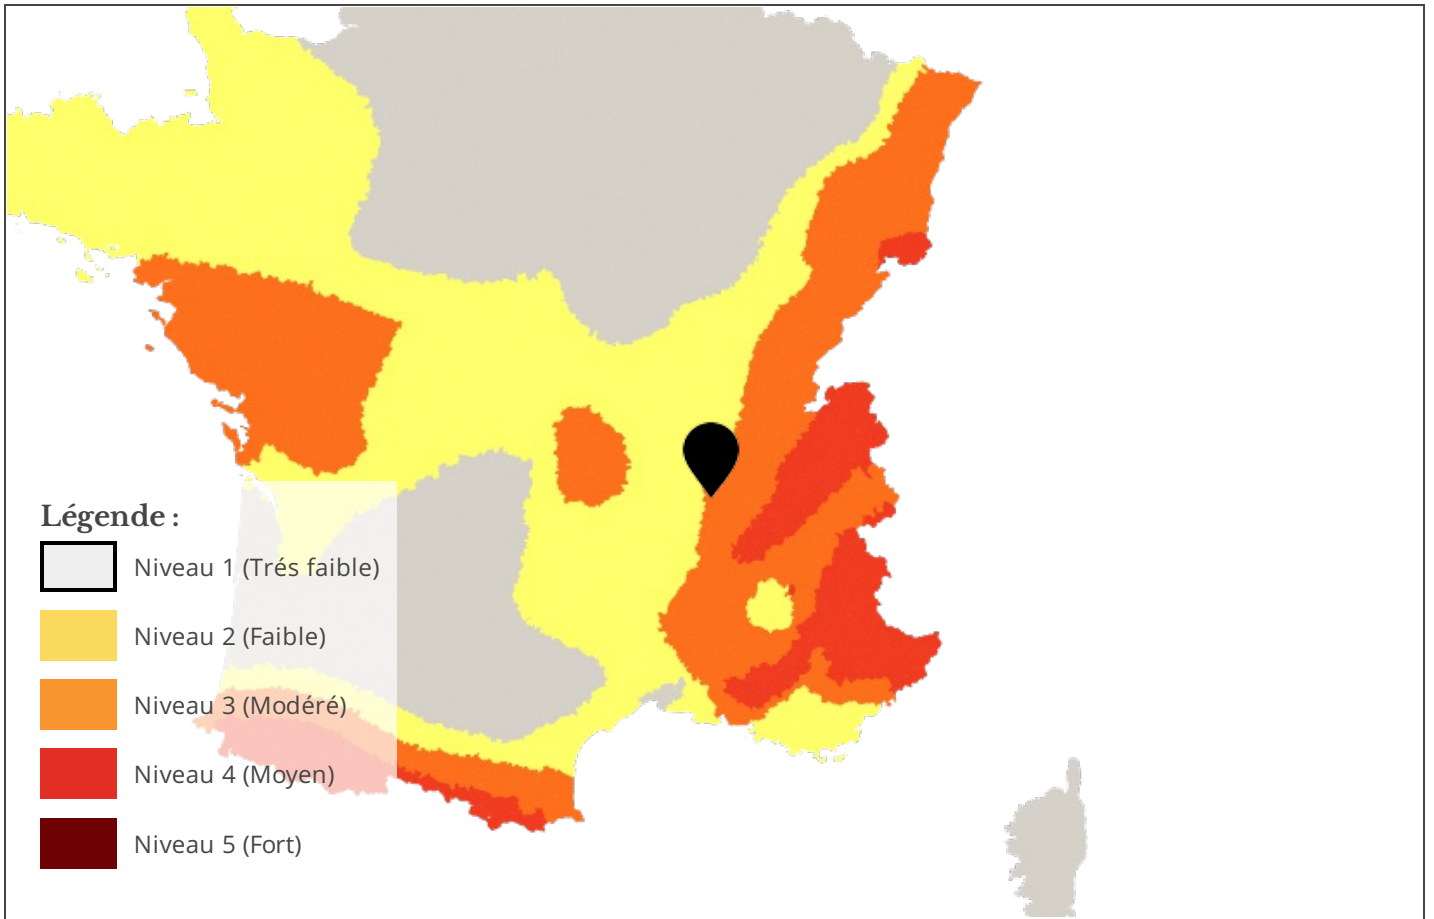 Légende :
Niveau 1 (Trés faible)
Niveau 2 (Faible)
Niveau 3 (Modéré)
Niveau 4 (Moyen)
Niveau 5 (Fort)